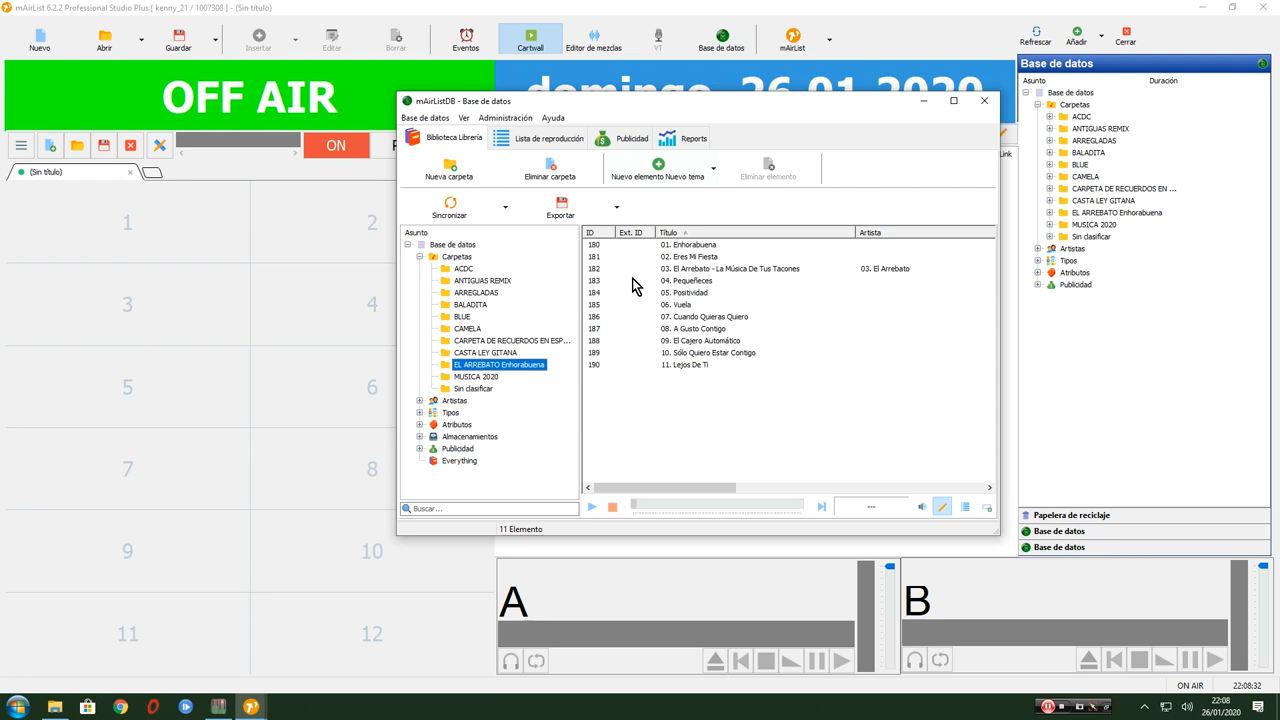 mAirList 6.2.2 Professional Studio Plus [ kenny_21 / 1007308 ] - (Sin título)
Nuevo
Abrir
Guardar
Insertar
Editar
Borrar
Eventos
Cartwall
Editor de mezclas
VT
Base de datos
mAirList
Refrescar
Añadir
Cerrar
OFF AIR
domingo, 26.01.2020
ON
(Sin título)
Link
1
2
3
4
5
6
7
8
9
10
11
12
mAirListDB - Base de datos
Base de datos Ver Administración Ayuda
Biblioteca Librería
Lista de reproducción
Publicidad
Reports
Nueva carpeta
Eliminar carpeta
Nuevo elemento Nuevo tema
Eliminar elemento
Sincronizar
Exportar
Asunto
Base de datos
Carpetas
ACDC
ANTIGUAS REMIX
ARREGLADAS
BALADITA
BLUE
CAMELA
CARPETA DE RECUERDOS EN ESP...
CASTA LEY GITANA
EL ARREBATO Enhorabuena
MUSICA 2020
Sin clasificar
Artistas
Tipos
Atributos
Almacenamientos
Publicidad
Everything
Buscar...
ID Ext. ID Título Artista
180 01. Enhorabuena
181 02. Eres Mi Fiesta
182 03. El Arrebato - La Música De Tus Tacones 03. El Arrebato
183 04. Pequeñeces
184 05. Positividad
185 06. Vuela
186 07. Cuando Quieras Quiero
187 08. A Gusto Contigo
188 09. El Cajero Automático
189 10. Sólo Quiero Estar Contigo
190 11. Lejos De Ti
---
11 Elemento
Base de datos
Asunto Duración
Base de datos
Carpetas
ACDC
ANTIGUAS REMIX
ARREGLADAS
BALADITA
BLUE
CAMELA
CARPETA DE RECUERDOS EN ...
CASTA LEY GITANA
EL ARREBATO Enhorabuena
MUSICA 2020
Sin clasificar
Artistas
Tipos
Atributos
Publicidad
Papelera de reciclaje
Base de datos
Base de datos
A
B
ON AIR 22:08:32
22:08
26/01/2020